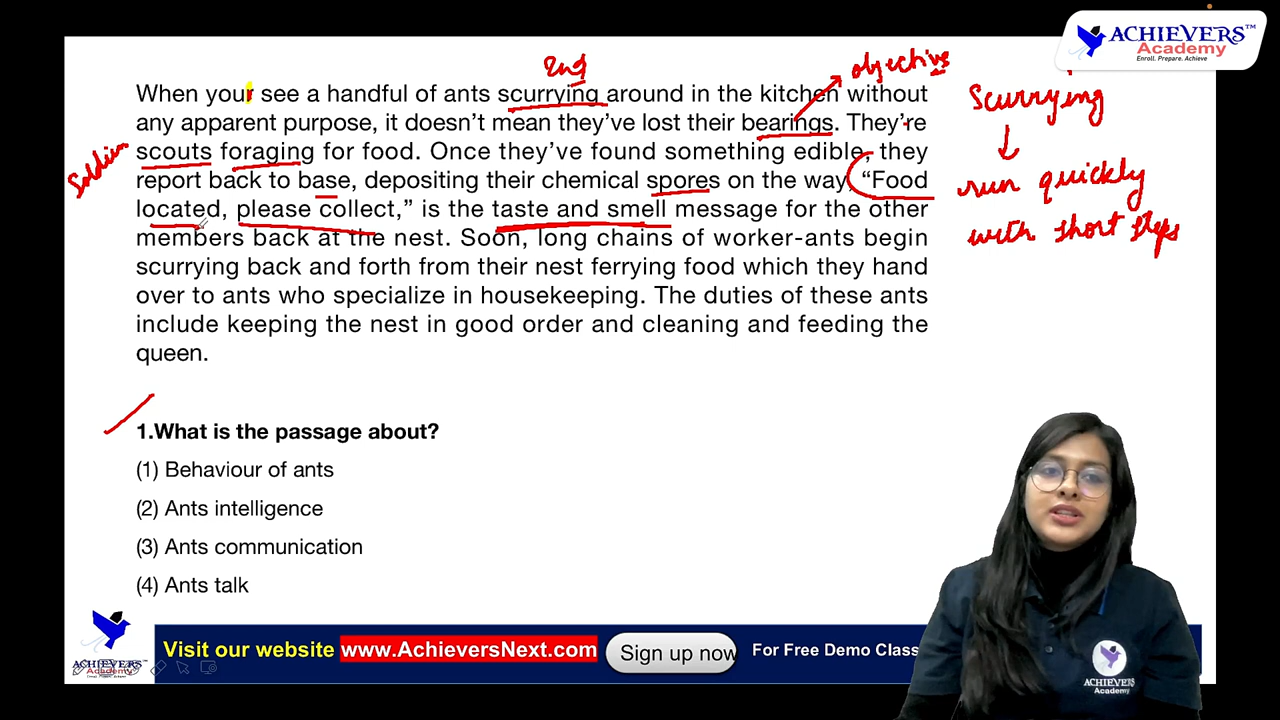 ACHIEVERS™
Academy
Enroll. Prepare. Achieve
2nd
objective
When your see a handful of ants scurrying around in the kitchen without
any apparent purpose, it doesn't mean they've lost their bearings. They're
scouts foraging for food. Once they've found something edible, they
report back to base, depositing their chemical spores on the way, “Food
located, please collect,” is the taste and smell message for the other
members back at the nest. Soon, long chains of worker-ants begin
scurrying back and forth from their nest ferrying food which they hand
over to ants who specialize in housekeeping. The duties of these ants
include keeping the nest in good order and cleaning and feeding the
queen.
Scurrying
run quickly
with short steps
1.What is the passage about?
(1) Behaviour of ants
(2) Ants intelligence
(3) Ants communication
(4) Ants talk
ACHIEVERS
Academy
Visit our website www.AchieversNext.com
Sign up now
For Free Demo Class
ACHIEVERS
Academy